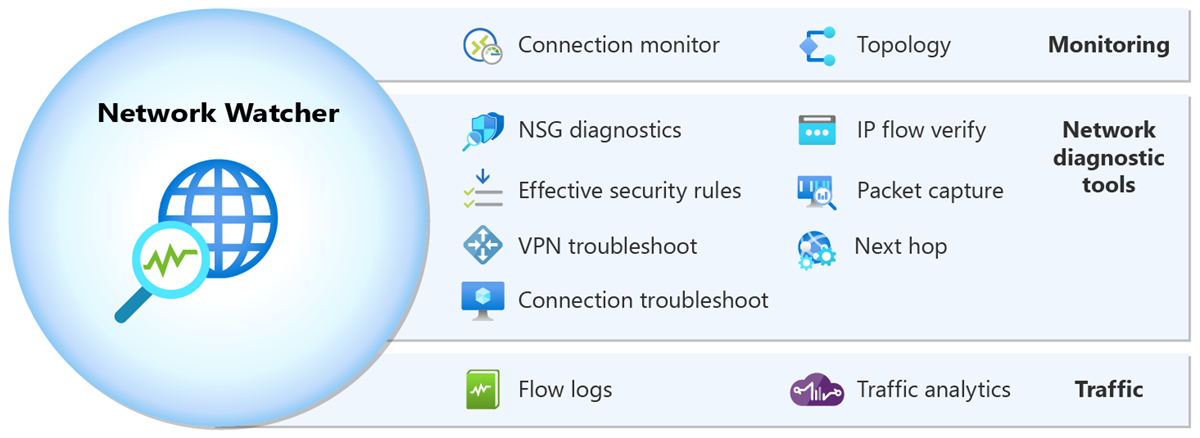 Network Watcher
Connection monitor
Topology
Monitoring
NSG diagnostics
IP flow verify
Effective security rules
Packet capture
VPN troubleshoot
Next hop
Connection troubleshoot
Network
diagnostic
tools
Flow logs
Traffic analytics
Traffic